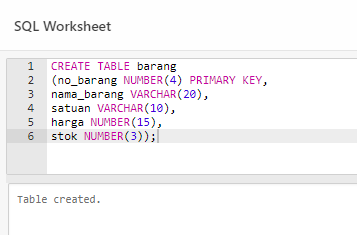 SQL Worksheet
1 CREATE TABLE barang
2 (no_barang NUMBER(4) PRIMARY KEY,
3 nama_barang VARCHAR(20),
4 satuan VARCHAR(10),
5 harga NUMBER(15),
6 stok NUMBER(3));
Table created.